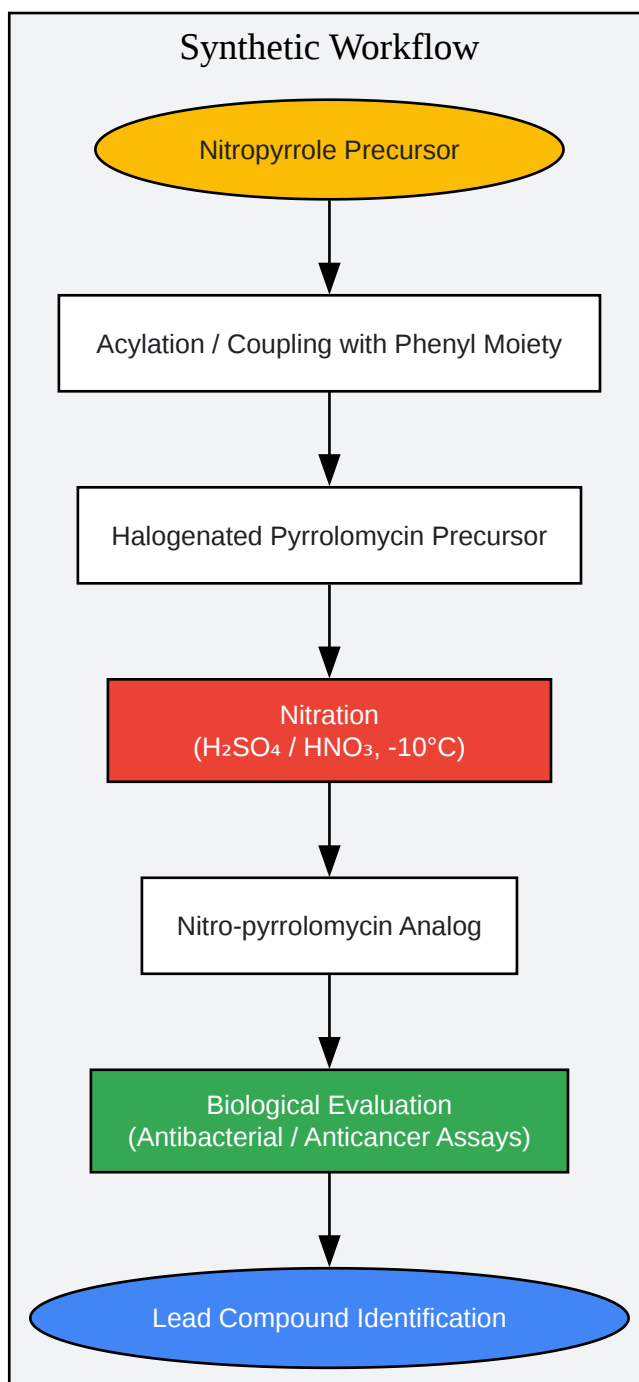 Synthetic Workflow
Nitropyrrole Precursor
Acylation / Coupling with Phenyl Moiety
Halogenated Pyrrolomycin Precursor
Nitration
(H₂SO₄ / HNO₃, -10°C)
Nitro-pyrrolomycin Analog
Biological Evaluation
(Antibacterial / Anticancer Assays)
Lead Compound Identification